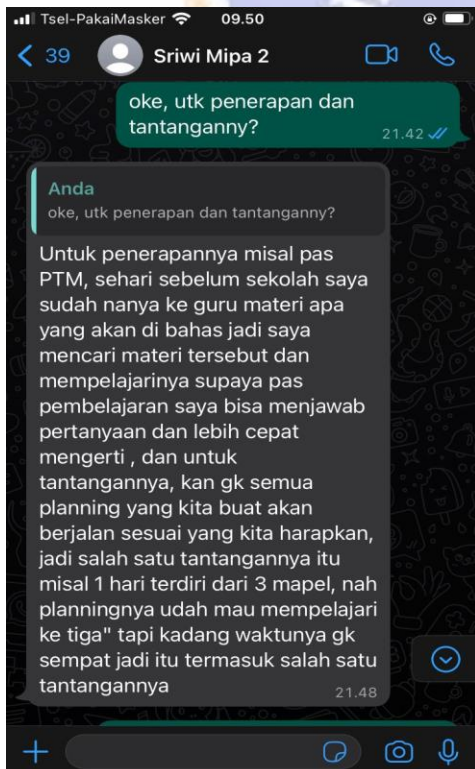 Tsel-PakaiMasker 09.50
39 Sriwi Mipa 2
oke, utk penerapan dan
tantanganny?
21.42
Anda
oke, utk penerapan dan tantanganny?
Untuk penerapannya misal pas
PTM, sehari sebelum sekolah saya
sudah nanya ke guru materi apa
yang akan di bahas jadi saya
mencari materi tersebut dan
mempelajarinya supaya pas
pembelajaran saya bisa menjawab
pertanyaan dan lebih cepat
mengerti , dan untuk
tantangannya, kan gk semua
planning yang kita buat akan
berjalan sesuai yang kita harapkan,
jadi salah satu tantangannya itu
misal 1 hari terdiri dari 3 mapel, nah
planningnya udah mau mempelajari
ke tiga" tapi kadang waktunya gk
sempat jadi itu termasuk salah satu
tantangannya
21.48